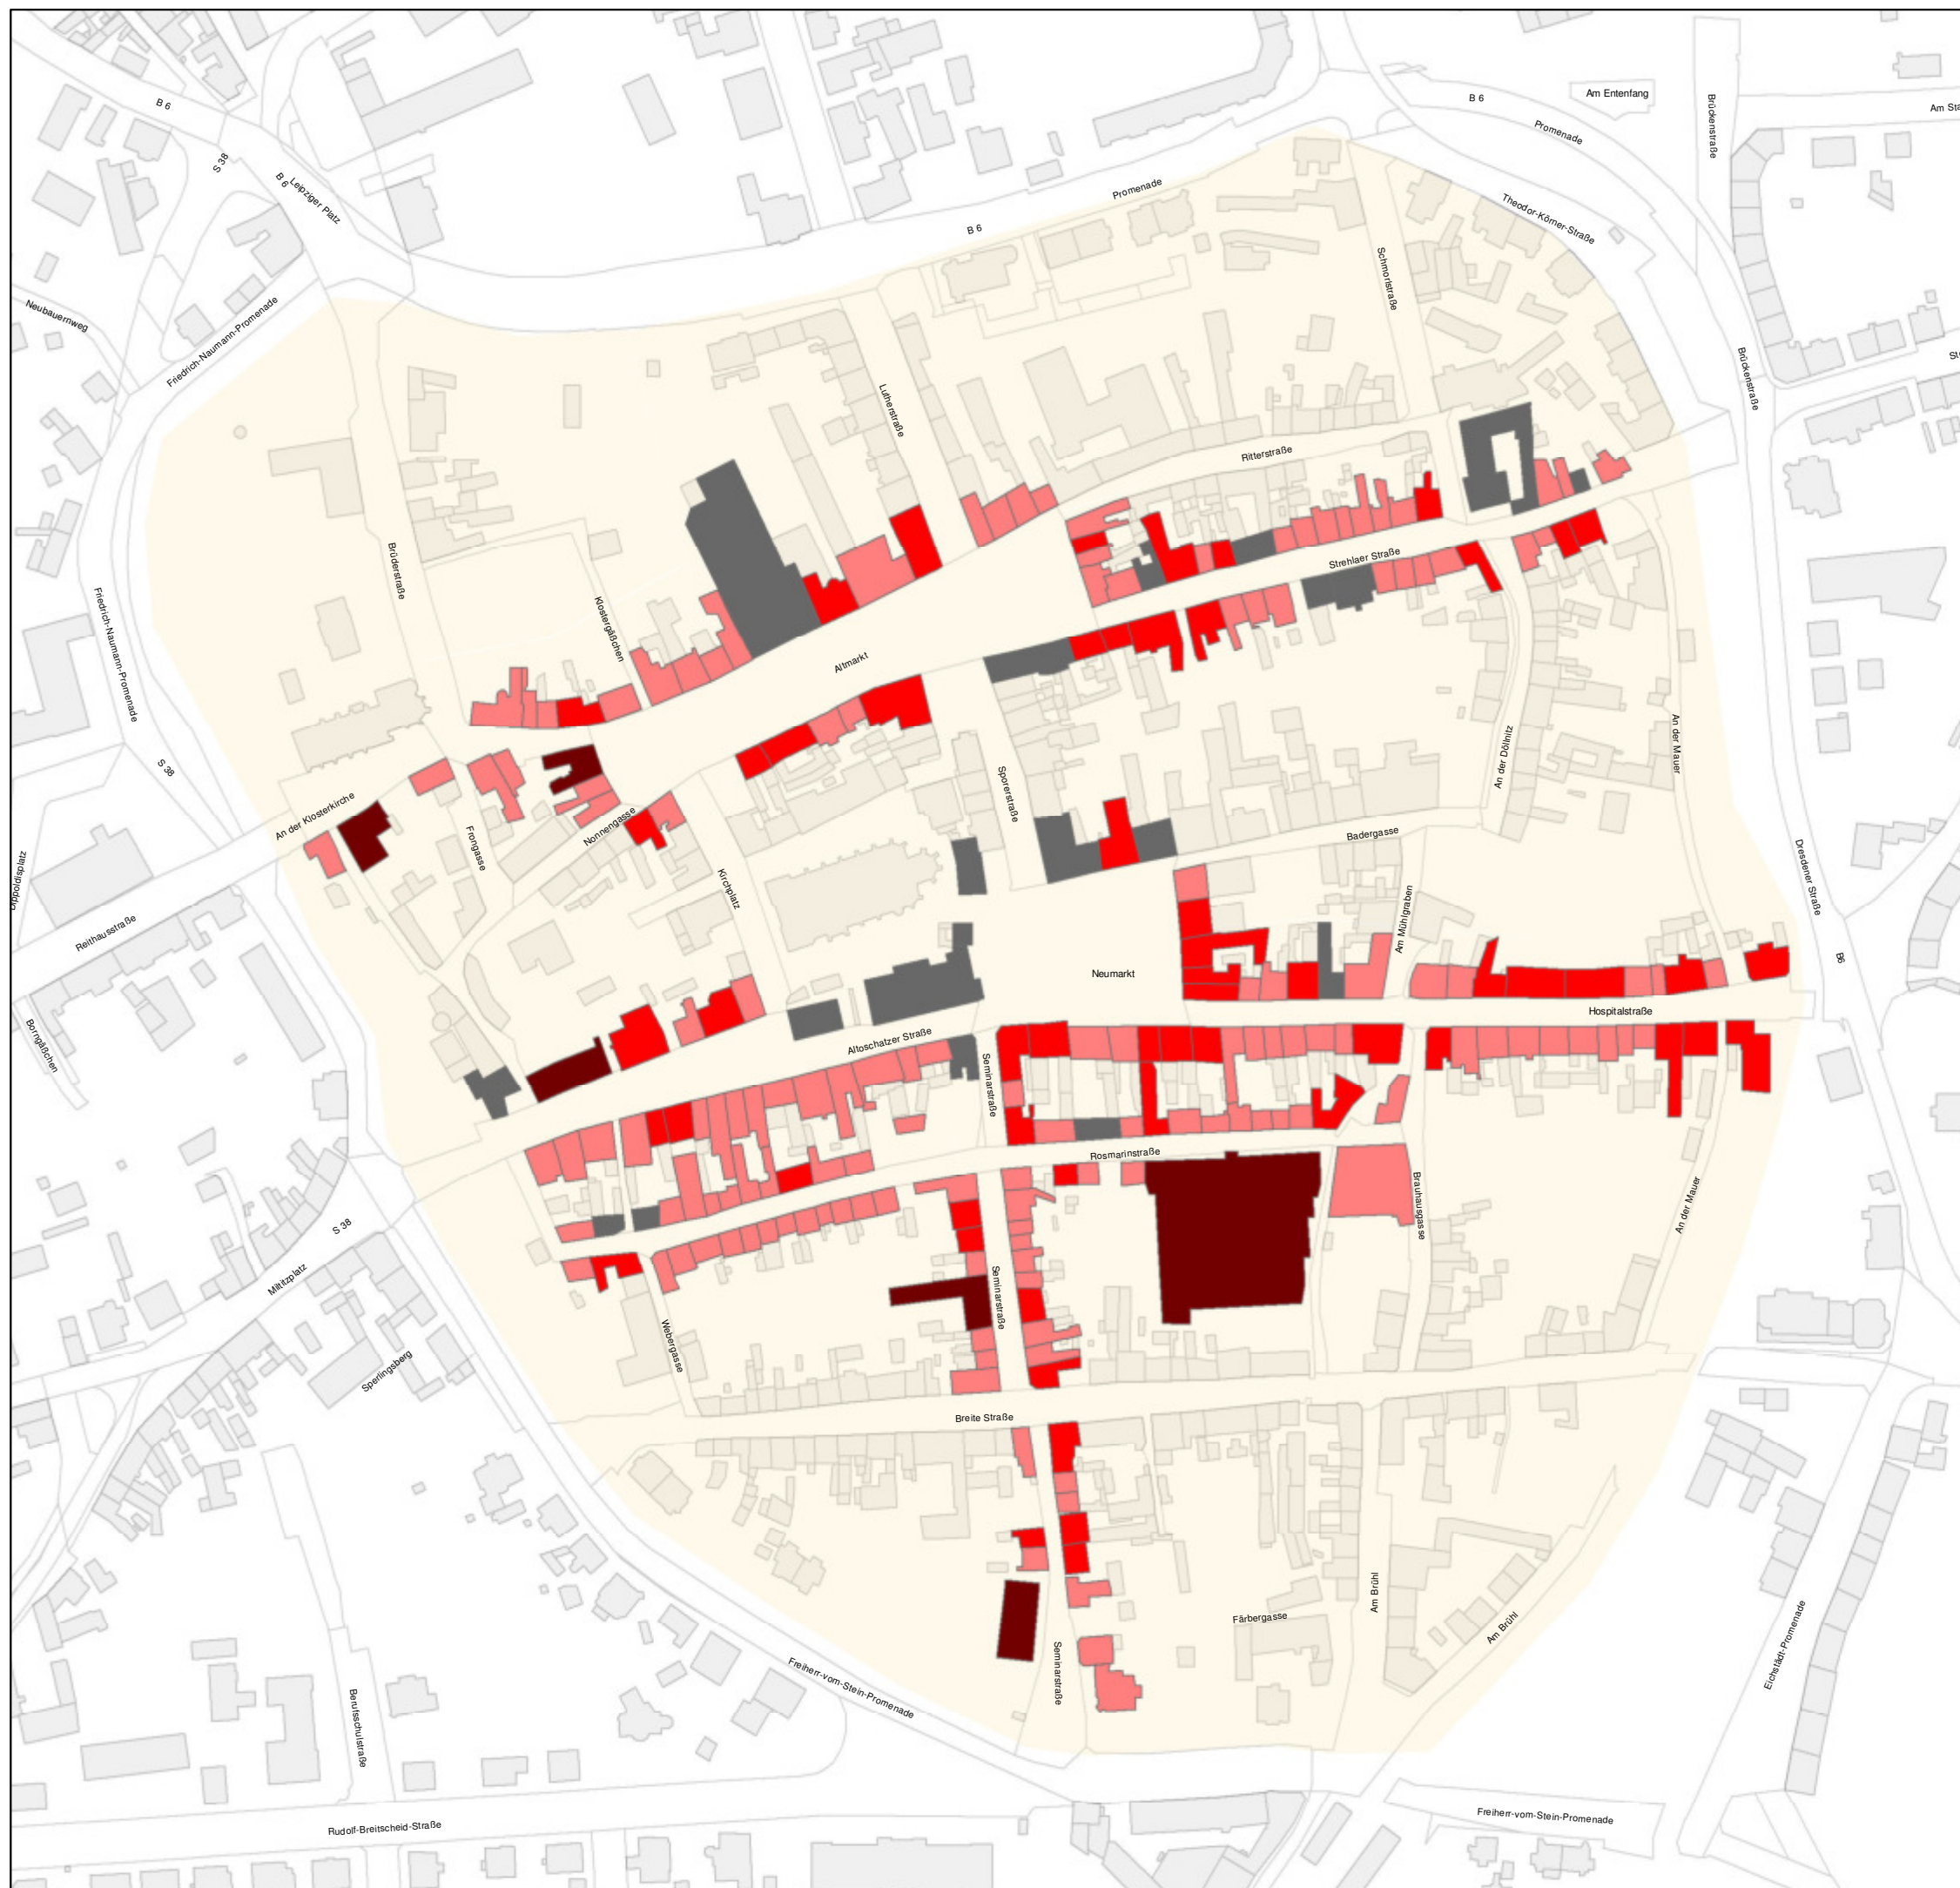 B 6
Am Entenfang
B 6
Brückenstraße
Am Sta
Promenade
S 38
B 6
Leipziger Platz
Promenade
Theodor-Körner-Straße
B 6
Schmorlstraße
Neubauernweg
Friedrich-Naumann-Promenade
Brückenstraße
Lutherstraße
Ritterstraße
Brüderstraße
Strehlaer Straße
Klostergäßchen
Friedrich-Naumann-Promenade
Altmarkt
An der Döllnitz
An der Mauer
S 38
Sporerstraße
An der Klosterkirche
Nonnengasse
Frongasse
Badergasse
Dippoldisplatz
Kirchplatz
Dresdener Straße
Am Mühlgraben
Reithausstraße
B6
Neumarkt
Hospitalstraße
Altoschatzer Straße
Borngäßchen
Seminarstraße
Rosmarinstraße
Brauhausgasse
An der Mauer
S 38
Miltitzplatz
Seminarstraße
Webergasse
Sperlingsberg
Breite Straße
Am Brühl
Färbergasse
Am Brühl
Eichstädt-Promenade
Seminarstraße
Freiherr-vom-Stein-Promenade
Berufsschulstraße
Freiherr-vom-Stein-Promenade
Rudolf-Breitscheid-Straße